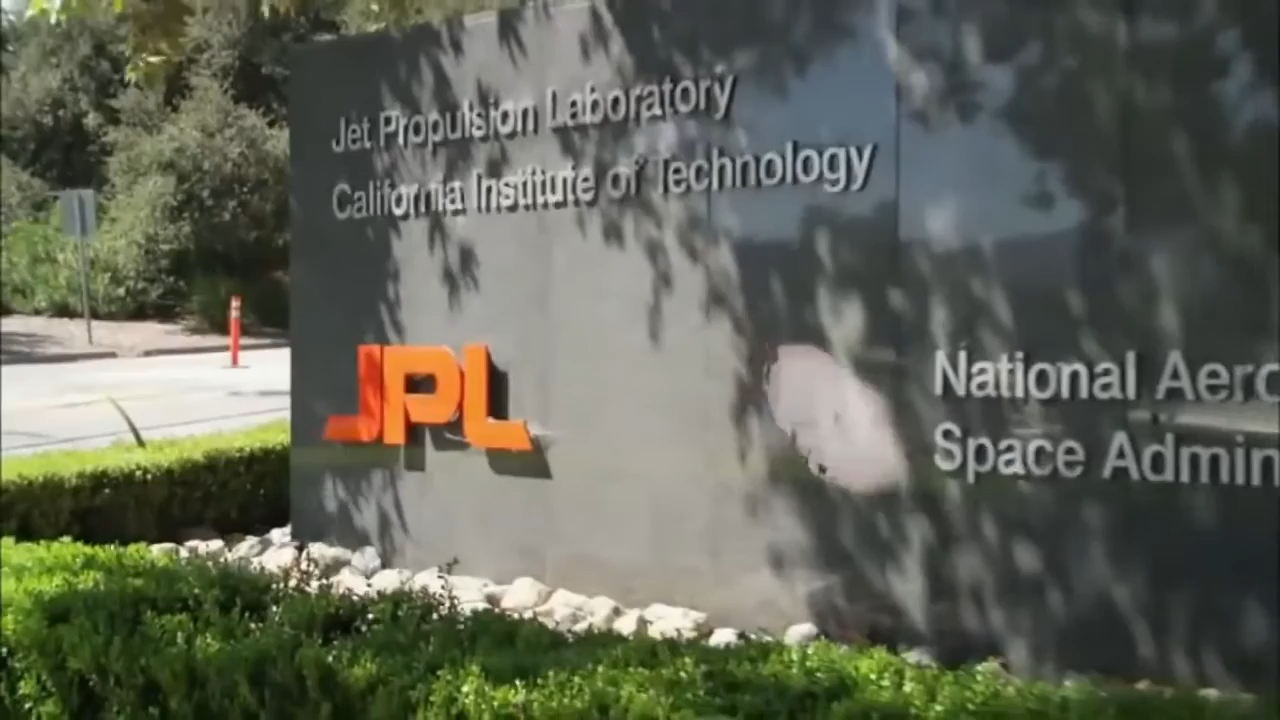 Jet Propulsion Laboratory
California Institute of Technology
JPL
National Aero
Space Admin